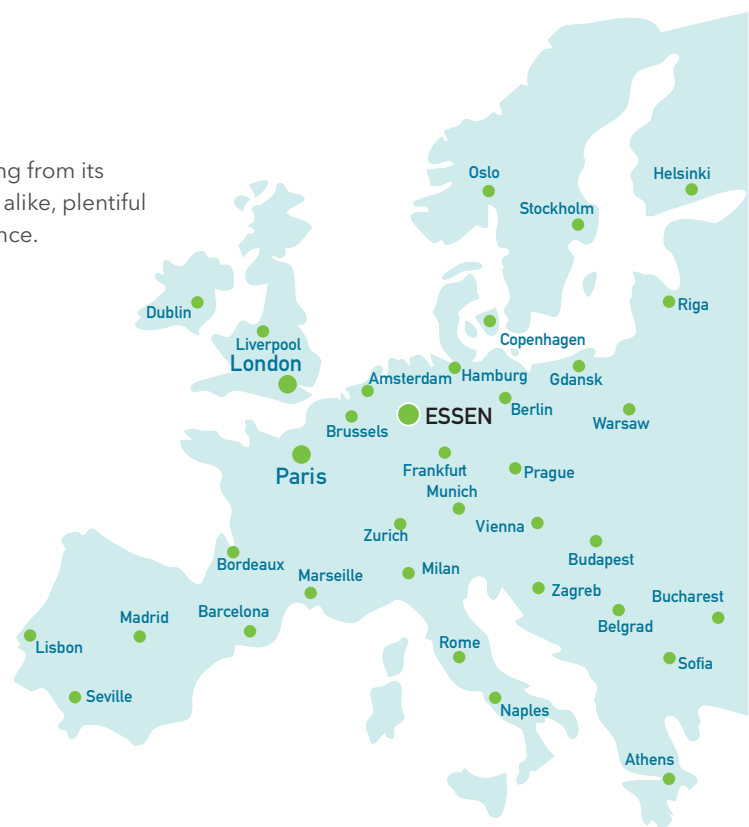 ng from its
alike, plentiful
nce.
Oslo
Helsinki
Stockholm
Riga
Dublin
Liverpool
Copenhagen
London
Amsterdam
Hamburg
Gdansk
ESSEN
Berlin
Brussels
Warsaw
Paris
Frankfurt
Prague
Munich
Vienna
Zurich
Budapest
Bordeaux
Marseille
Milan
Zagreb
Bucharest
Madrid
Barcelona
Belgrad
Lisbon
Rome
Sofia
Seville
Naples
Athens